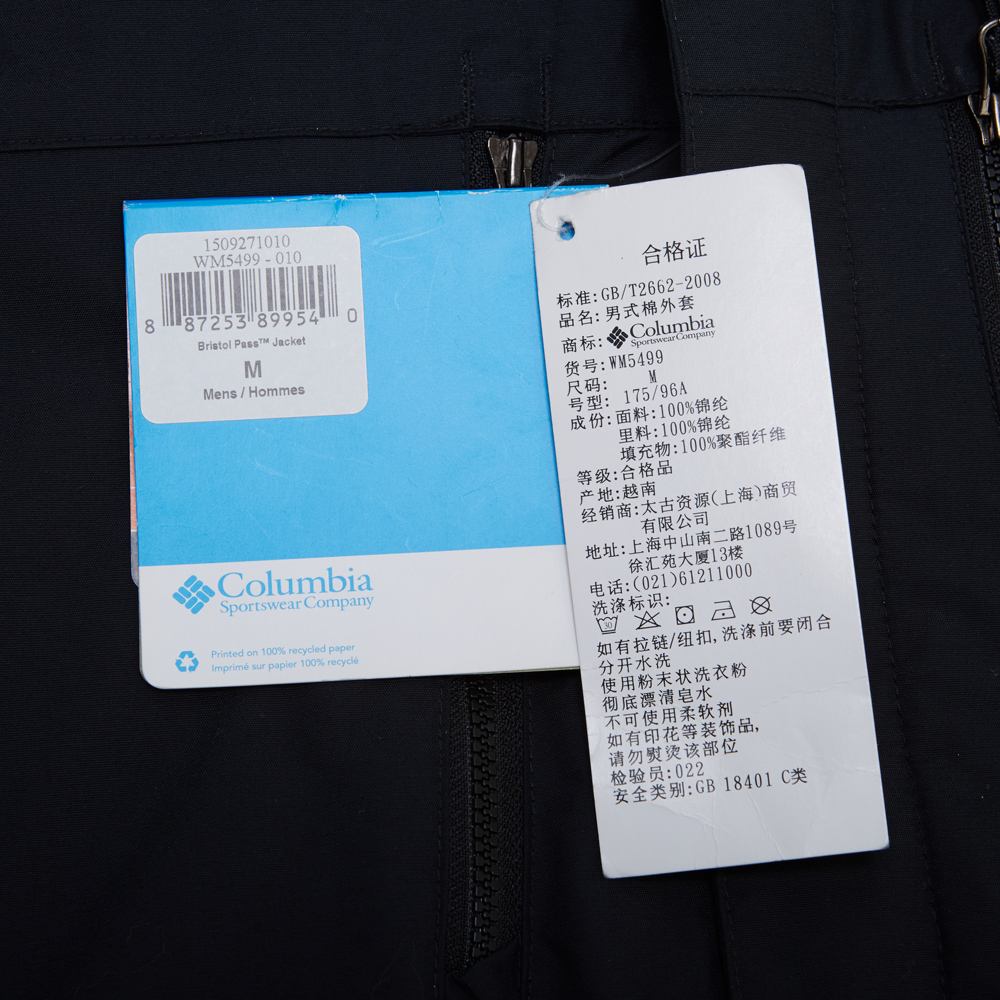 1509271010
WM5499 - 010
8 87253 89954 0
Bristol Pass™ Jacket
M
Mens / Hommes
Columbia
Sportswear Company
Printed on 100% recycled paper
Imprimé sur papier 100% recyclé
合格证
标准:GB/T2662-2008
品名:男式棉外套
商标: Columbia
Sportswear Company
货号:WM5499
尺码: M
号型: 175/96A
成份:面料:100%锦纶
里料:100%锦纶
填充物:100%聚酯纤维
等级:合格品
产地:越南
经销商:太古资源(上海)商贸
有限公司
地址:上海中山南二路1089号
徐汇苑大厦13楼
电话:(021)61211000
洗涤标识:
30
如有拉链/纽扣,洗涤前要闭合
分开水洗
使用粉末状洗衣粉
彻底漂清皂水
不可使用柔软剂
如有印花等装饰品,
请勿熨烫该部位
检验员:022
安全类别:GB 18401 C类